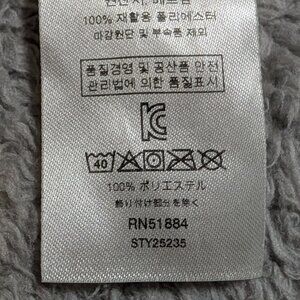 100% 재활용 폴리에스터
마감원단 및 부속품 제외
품질경영 및 공산품 안전
관리법에 의한 품질표시
KC
40
100% ポリエステル
飾り付け部分を除く
RN51884
STY25235